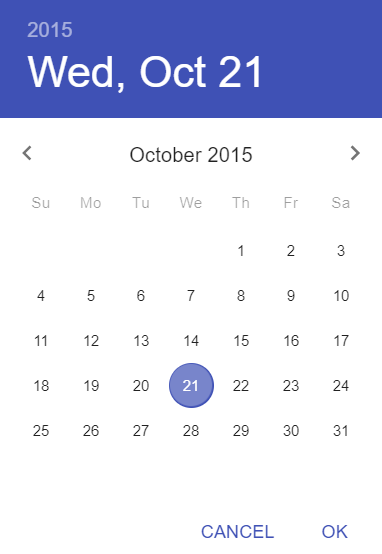 2015
Wed, Oct 21
October 2015
Su Mo Tu We Th Fr Sa
1 2 3
4 5 6 7 8 9 10
11 12 13 14 15 16 17
18 19 20 21 22 23 24
25 26 27 28 29 30 31
CANCEL OK